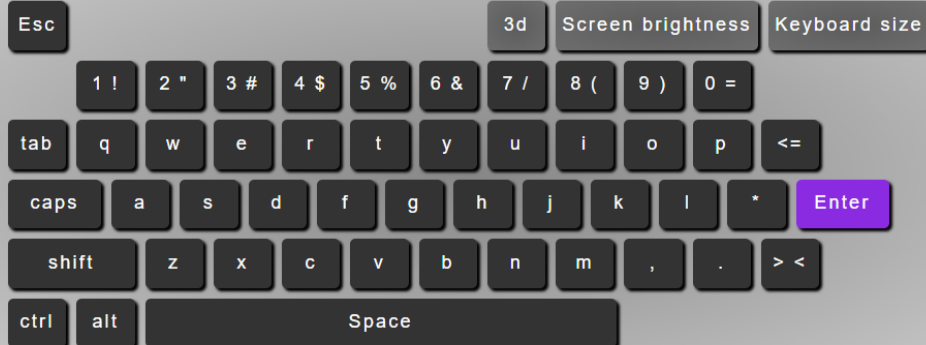 Esc 3d Screen brightness Keyboard size
1 ! 2 " 3 # 4 $ 5 % 6 & 7 / 8 ( 9 ) 0 =
tab q w e r t y u i o p <=
caps a s d f g h j k l * Enter
shift z x c v b n m , . > <
ctrl alt Space